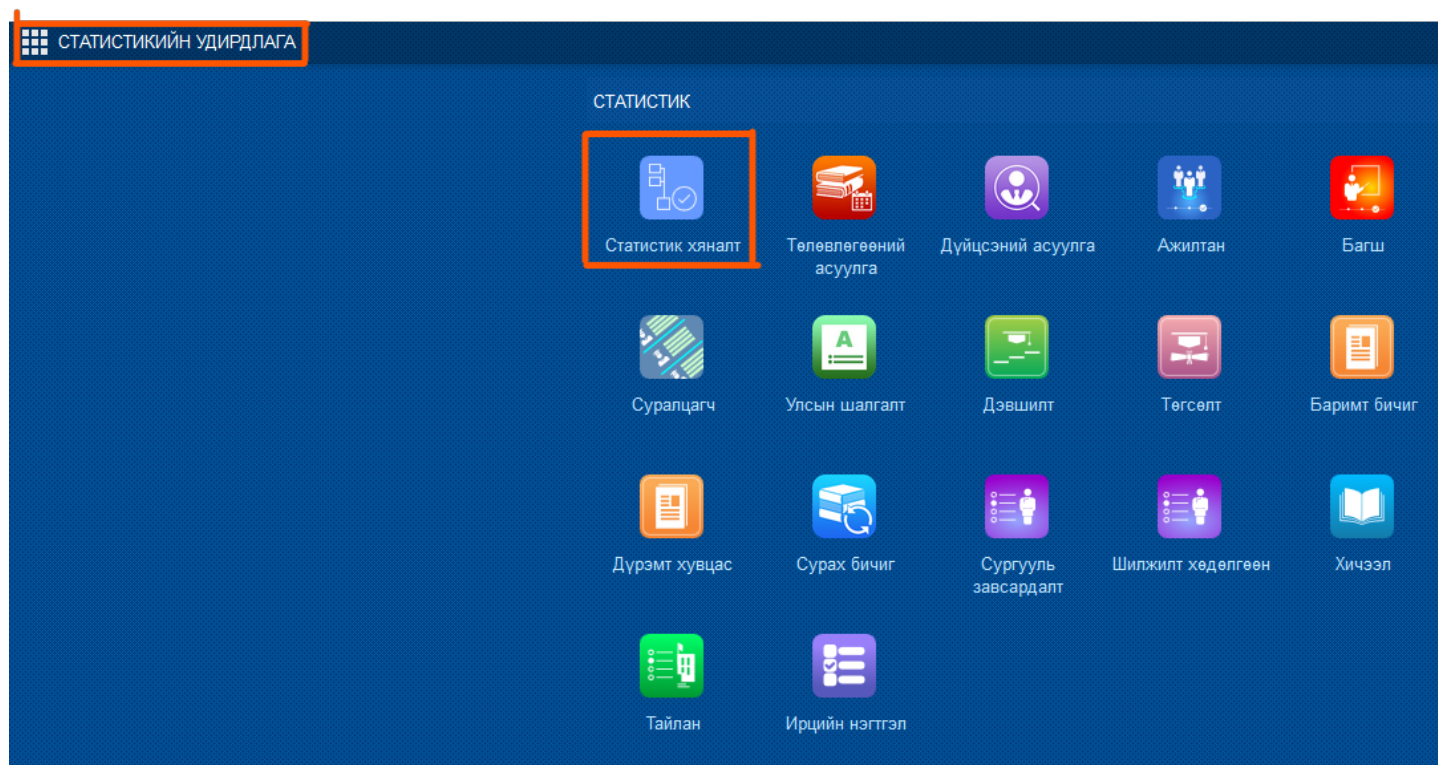 СТАТИСТИКИЙН УДИРДЛАГА
СТАТИСТИК
Статистик хяналт
Төлөвлөгөөний
асуулга
Дүйцсэний асуулга
Ажилтан
Багш
Суралцагч
Улсын шалгалт
Дэвшилт
Төгсөлт
Баримт бичиг
Дүрэмт хувцас
Сурах бичиг
Сургууль
завсардалт
Шилжилт хөдөлгөөн
Хичээл
Тайлан
Ирцийн нэгтгэл